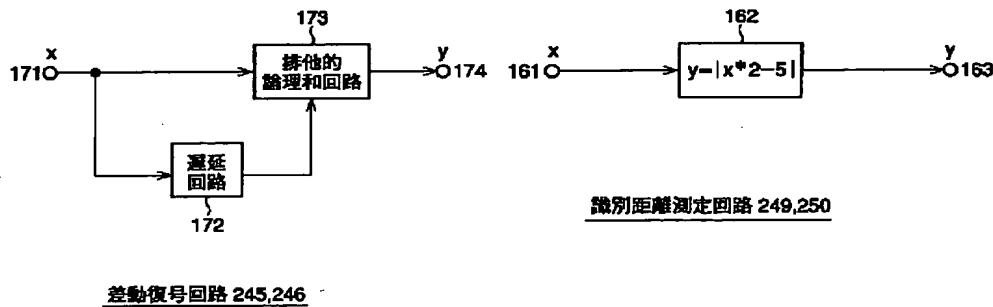 173
x
171
排他的
論理和回路
y
174
遅延
回路
172
差動復号回路 245,246
162
x
161
y=|x*2-5|
y
163
識別距離測定回路 249,250